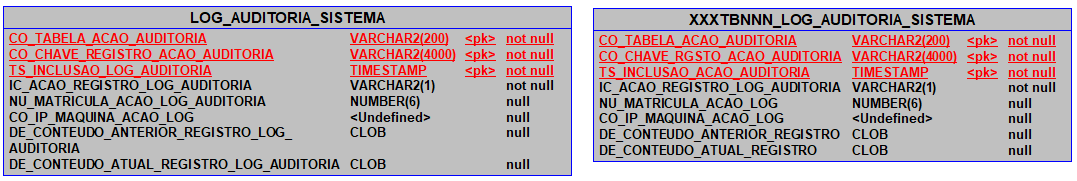 LOG_AUDITORIA_SISTEMA
CO_TABELA_ACAO_AUDITORIA VARCHAR2(200) <pk> not null
CO_CHAVE_REGISTRO_ACAO_AUDITORIA VARCHAR2(4000) <pk> not null
TS_INCLUSAO_LOG_AUDITORIA TIMESTAMP <pk> not null
IC_ACAO_REGISTRO_LOG_AUDITORIA VARCHAR2(1) not null
NU_MATRICULA_ACAO_LOG_AUDITORIA NUMBER(6) null
CO_IP_MAQUINA_ACAO_LOG <Undefined> null
DE_CONTEUDO_ANTERIOR_REGISTRO_LOG_ CLOB null
AUDITORIA
DE_CONTEUDO_ATUAL_REGISTRO_LOG_AUDITORIA CLOB null
XXXTBNNN_LOG_AUDITORIA_SISTEMA
CO_TABELA_ACAO_AUDITORIA VARCHAR2(200) <pk> not null
CO_CHAVE_RGSTO_ACAO_AUDITORIA VARCHAR2(4000) <pk> not null
TS_INCLUSAO_ACAO_AUDITORIA TIMESTAMP <pk> not null
IC_ACAO_REGISTRO_LOG_AUDITORIA VARCHAR2(1) not null
NU_MATRICULA_ACAO_LOG NUMBER(6) null
CO_IP_MAQUINA_ACAO_LOG <Undefined> null
DE_CONTEUDO_ANTERIOR_REGISTRO CLOB null
DE_CONTEUDO_ATUAL_REGISTRO CLOB null